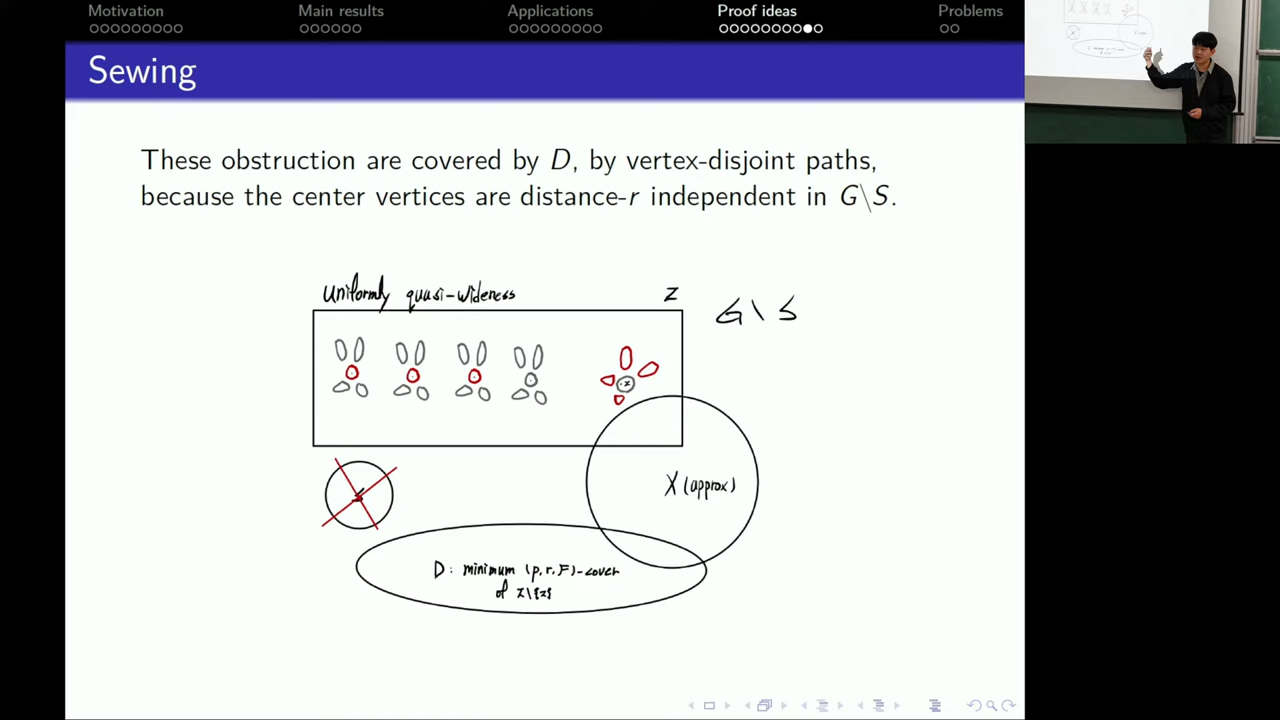 Motivation Main results Applications Proof ideas Problems
Sewing
These obstruction are covered by D, by vertex-disjoint paths,
because the center vertices are distance-r independent in G\S.
Uniformly quasi-wideness Z G \ S
X (approx)
D: minimum (p, r, F)-cover
of Z\{z}